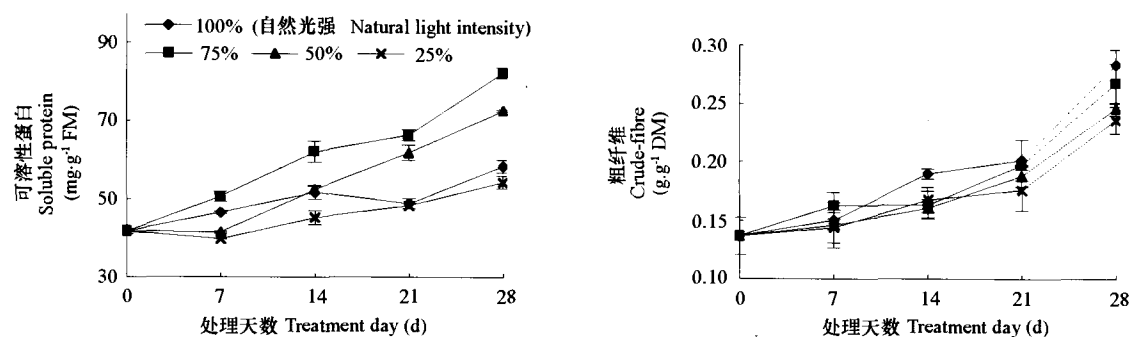 100% (自然光强 Natural light intensity)
75% 50% 25%
可溶性蛋白
Soluble protein
(mg·g⁻¹ FM)
90
70
50
30
0 7 14 21 28
处理天数 Treatment day (d)
粗纤维
Crude-fibre
(g.g⁻¹ DM)
0.30
0.25
0.20
0.15
0.10
0 7 14 21 28
处理天数 Treatment day (d)